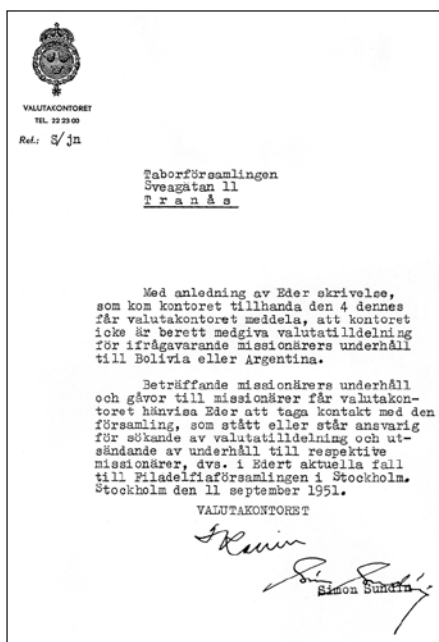 VALUTAKONTORET
TEL. 22 23 00
Ref.: S/jn
Taborförsamlingen
Sveagatan 11
Tranås
Med anledning av Eder skrivelse,
som kom kontoret tillhanda den 4 dennes
får valutakontoret meddela, att kontoret
icke är berett medgiva valutatilldelning
för ifrågavarande missionärers underhåll
till Bolivia eller Argentina.
Beträffande missionärers underhåll
och gåvor till missionärer får valutakon-
toret hänvisa Eder att taga kontakt med den
församling, som stått eller står ansvarig
för sökande av valutatilldelning och ut-
sändande av underhåll till respektive
missionärer, dvs. i Edert aktuella fall
till Filadelfiaförsamlingen i Stockholm.
Stockholm den 11 september 1951.
VALUTAKONTORET
Simon Sundin